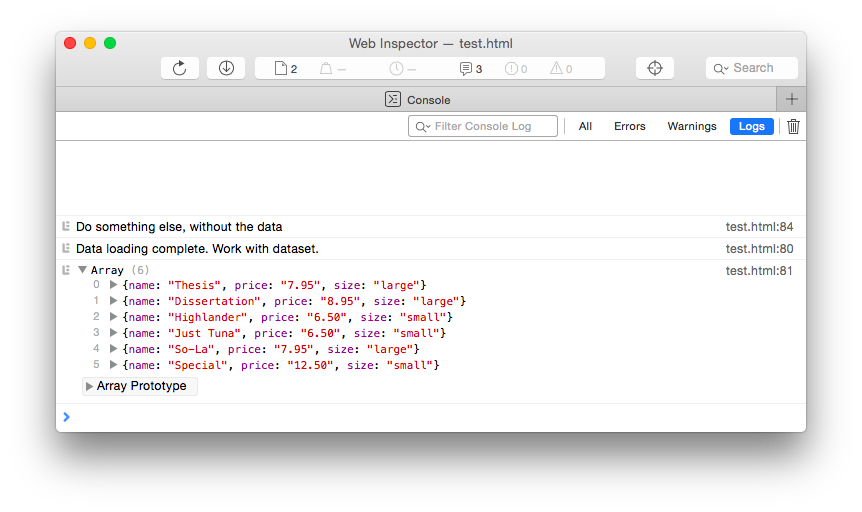 Web Inspector — test.html
2 — — 3 0 0 Search
Console
Filter Console Log All Errors Warnings Logs
Do something else, without the data test.html:84
Data loading complete. Work with dataset. test.html:80
Array (6) test.html:81
0 {name: "Thesis", price: "7.95", size: "large"}
1 {name: "Dissertation", price: "8.95", size: "large"}
2 {name: "Highlander", price: "6.50", size: "small"}
3 {name: "Just Tuna", price: "6.50", size: "small"}
4 {name: "So-La", price: "7.95", size: "large"}
5 {name: "Special", price: "12.50", size: "small"}
Array Prototype